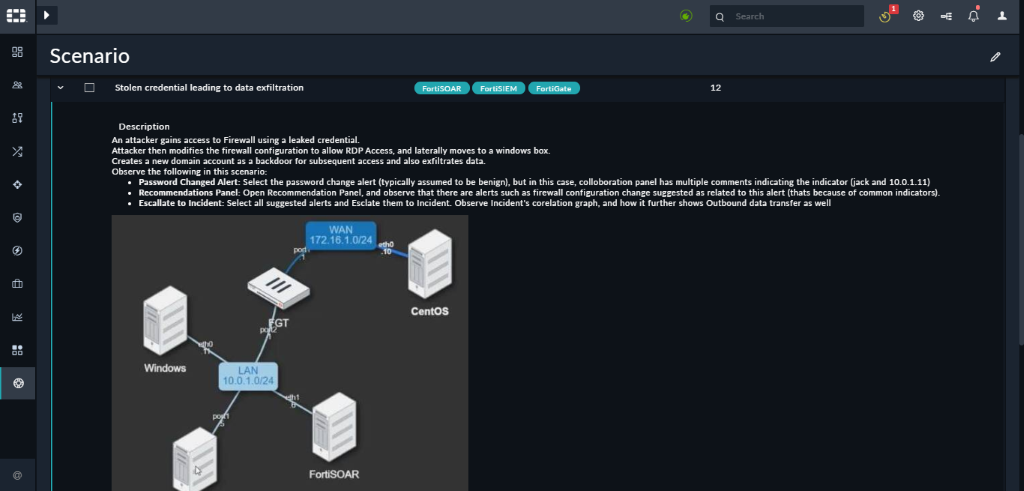 Search
1
Scenario
Stolen credential leading to data exfiltration
FortiSOAR
FortiSIEM
FortiGate
12
Description
An attacker gains access to Firewall using a leaked credential.
Attacker then modifies the firewall configuration to allow RDP Access, and laterally moves to a windows box.
Creates a new domain account as a backdoor for subsequent access and also exfiltrates data.
Observe the following in this scenario:
• Password Changed Alert: Select the password change alert (typically assumed to be benign), but in this case, colloboration panel has multiple comments indicating the indicator (jack and 10.0.1.11)
• Recommendations Panel: Open Recommendation Panel, and observe that there are alerts such as firewall configuration change suggested as related to this alert (thats because of common indicators).
• Escallate to Incident: Select all suggested alerts and Esclate them to Incident. Observe Incident's corelation graph, and how it further shows Outbound data transfer as well
WAN
172.16.1.0/24
eth0
.10
port1
.1
CentOS
FGT
port2
.1
eth0
.11
Windows
LAN
10.0.1.0/24
eth1
.6
port1
.5
FortiSOAR